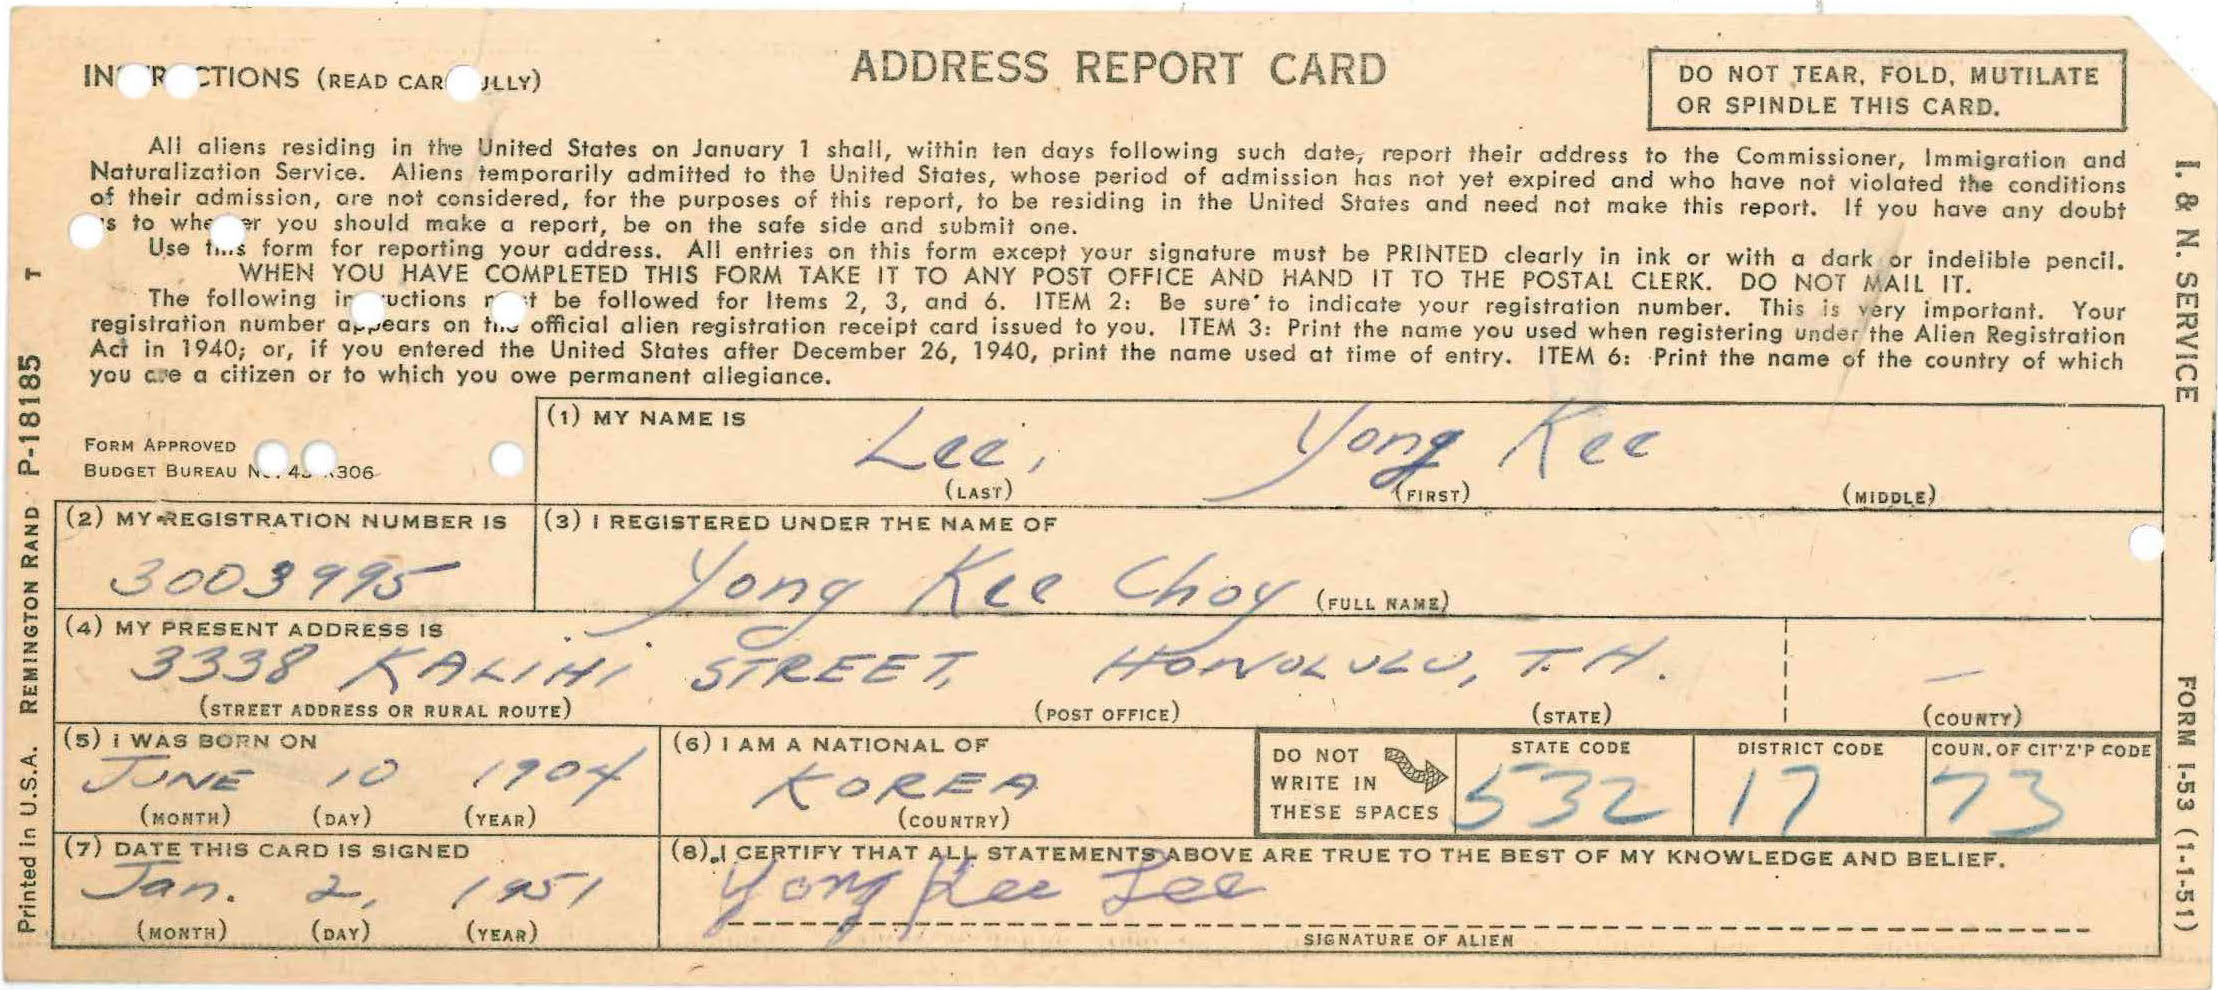 ADDRESS REPORT CARD
INSTRUCTIONS (READ CAREFULLY)
DO NOT TEAR, FOLD, MUTILATE
OR SPINDLE THIS CARD.
All aliens residing in the United States on January 1 shall, within ten days following such date, report their address to the Commissioner, Immigration and
Naturalization Service. Aliens temporarily admitted to the United States, whose period of admission has not yet expired and who have not violated the conditions
of their admission, are not considered, for the purposes of this report, to be residing in the United States and need not make this report. If you have any doubt
as to whether you should make a report, be on the safe side and submit one.
Use this form for reporting your address. All entries on this form except your signature must be PRINTED clearly in ink or with a dark or indelible pencil.
WHEN YOU HAVE COMPLETED THIS FORM TAKE IT TO ANY POST OFFICE AND HAND IT TO THE POSTAL CLERK. DO NOT MAIL IT.
The following instructions must be followed for Items 2, 3, and 6. ITEM 2: Be sure to indicate your registration number. This is very important. Your
registration number appears on the official alien registration receipt card issued to you. ITEM 3: Print the name you used when registering under the Alien Registration
Act in 1940; or, if you entered the United States after December 26, 1940, print the name used at time of entry. ITEM 6: Print the name of the country of which
you are a citizen or to which you owe permanent allegiance.
FORM APPROVED
BUDGET BUREAU
(1) MY NAME IS
Lee, Yong Kee
(LAST) (FIRST) (MIDDLE)
(2) MY REGISTRATION NUMBER IS
3003995
(3) I REGISTERED UNDER THE NAME OF
Yong Kee Choy (FULL NAME)
(4) MY PRESENT ADDRESS IS
3338 KALIHI STREET, HONOLULU, T.H. —
(STREET ADDRESS OR RURAL ROUTE) (POST OFFICE) (STATE) (COUNTY)
(5) I WAS BORN ON
JUNE 10 1904
(MONTH) (DAY) (YEAR)
(6) I AM A NATIONAL OF
KOREA
(COUNTRY)
DO NOT
WRITE IN
THESE SPACES
STATE CODE
532
DISTRICT CODE
17
COUN. OF CIT'Z'P CODE
73
(7) DATE THIS CARD IS SIGNED
Jan. 2, 1951
(MONTH) (DAY) (YEAR)
(8) I CERTIFY THAT ALL STATEMENTS ABOVE ARE TRUE TO THE BEST OF MY KNOWLEDGE AND BELIEF.
Yong Kee Lee
SIGNATURE OF ALIEN
Printed in U.S.A. REMINGTON RAND P-18185 T
I. & N. SERVICE FORM I-53 (1-1-51)